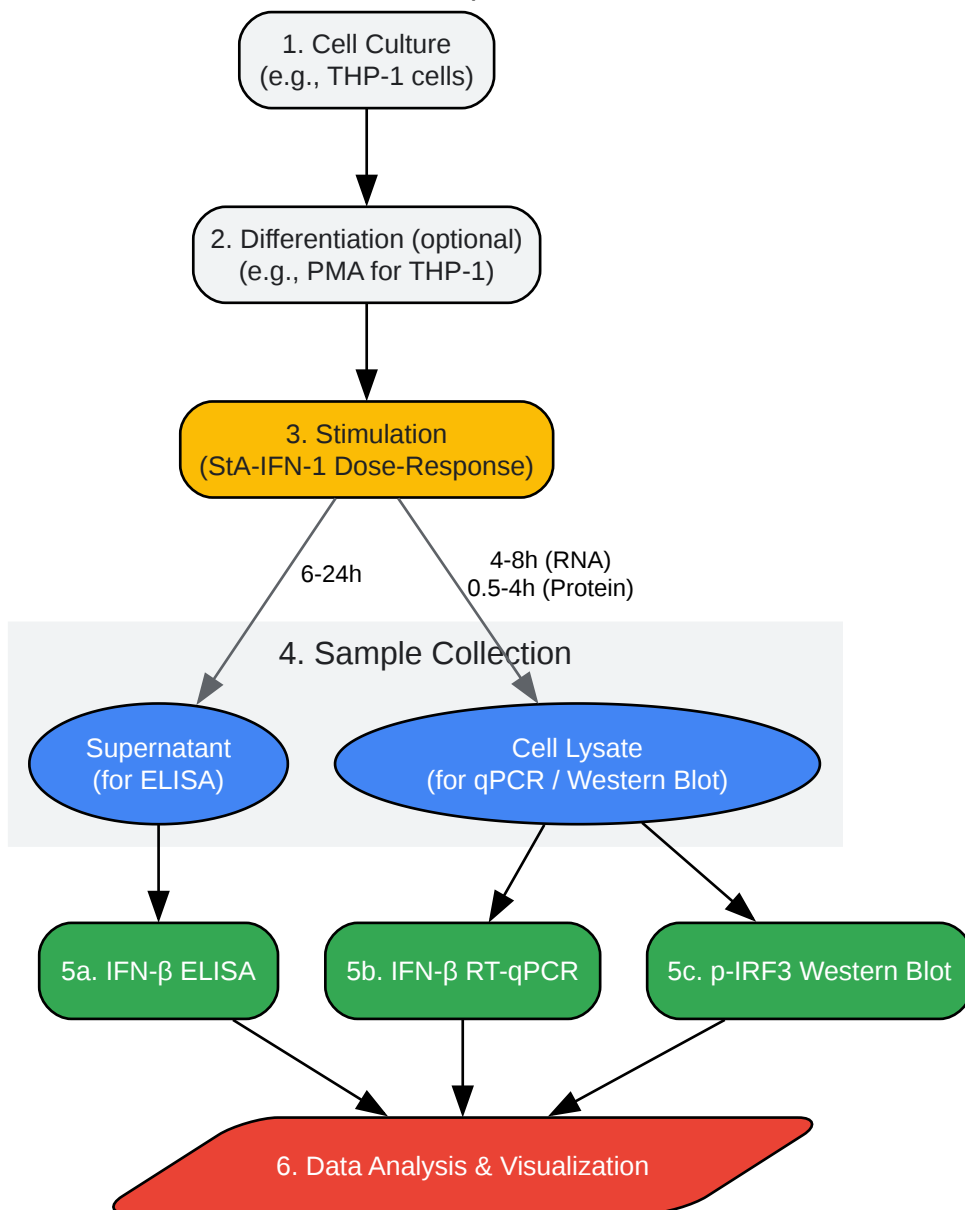 1. Cell Culture
(e.g., THP-1 cells)
2. Differentiation (optional)
(e.g., PMA for THP-1)
3. Stimulation
(StA-IFN-1 Dose-Response)
6-24h
4-8h (RNA)
0.5-4h (Protein)
4. Sample Collection
Supernatant
(for ELISA)
Cell Lysate
(for qPCR / Western Blot)
5a. IFN-β ELISA
5b. IFN-β RT-qPCR
5c. p-IRF3 Western Blot
6. Data Analysis & Visualization